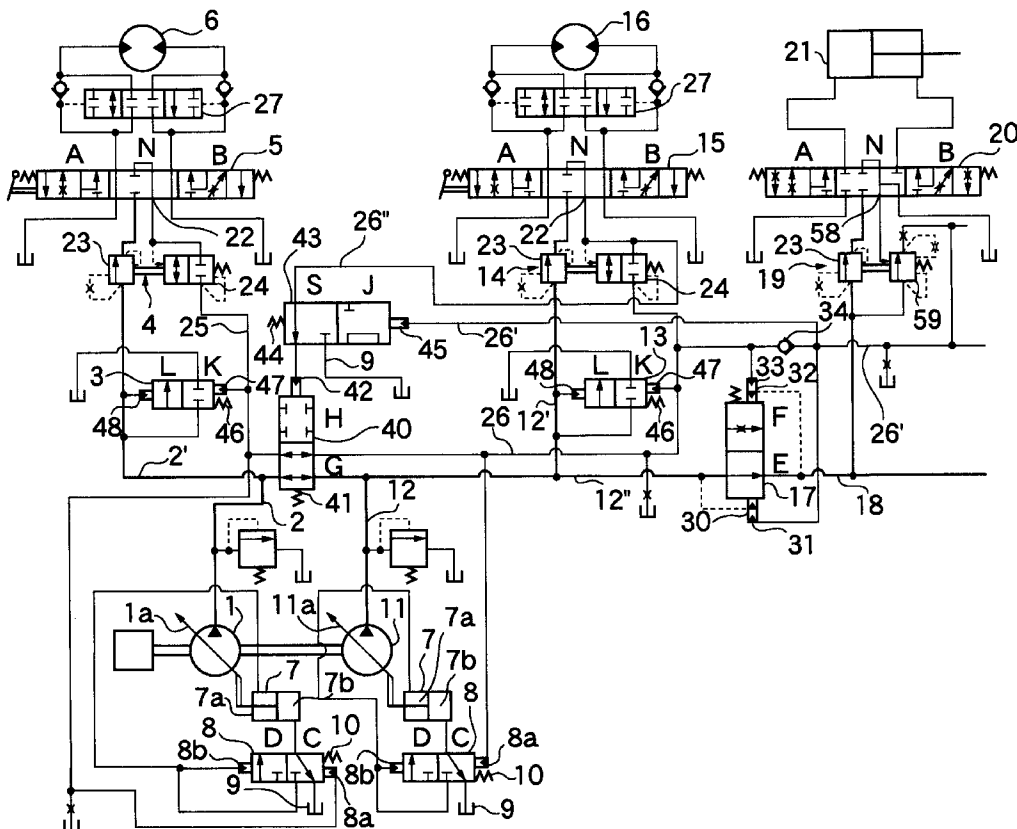 6
16
21
27
27
A N B 5
A N B 15
A N B 20
23
22
24
4
25
26"
43
S J
44
45
9
42
23
22
14
24
26'
58
23
19
59
34
13
3
L K
47
48
46
H
40
G
41
2'
2
12
48
L K
47
12'
46
26
12"
33
32
F
E
17
26'
30
31
18
1a
1
11a
11
7
7a
7b
7
7a
7b
8
D C
10
8b
9
8a
8
D C
8a
8b
10
9